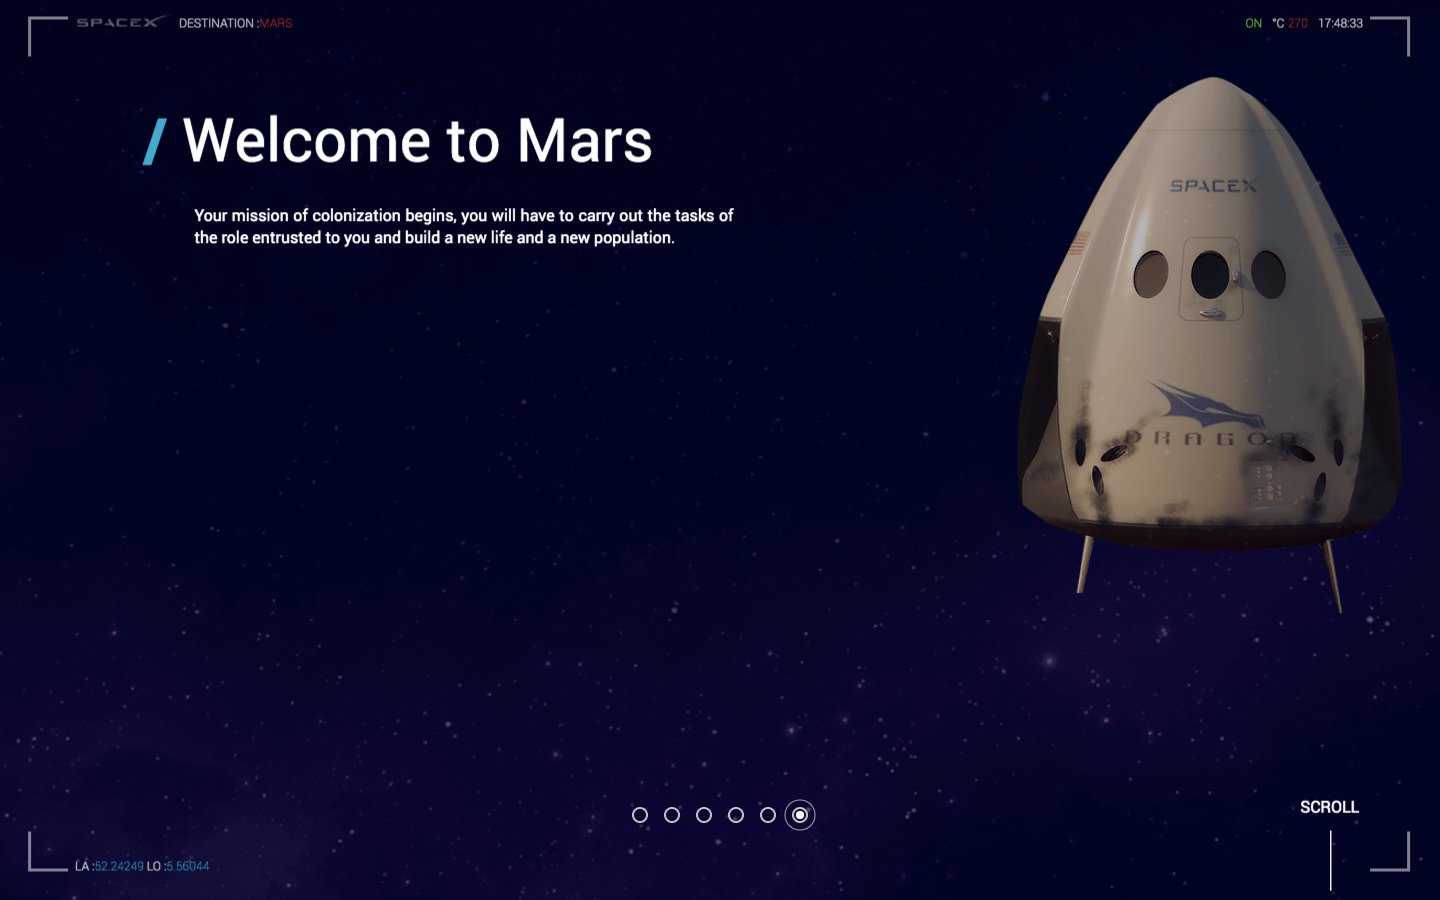 SPACEX DESTINATION :MARS
ON °C 270 17:48:33
/ Welcome to Mars
Your mission of colonization begins, you will have to carry out the tasks of
the role entrusted to you and build a new life and a new population.
SPACEX
DRAGON
SCROLL
LA :52.24249 LO :5.56044